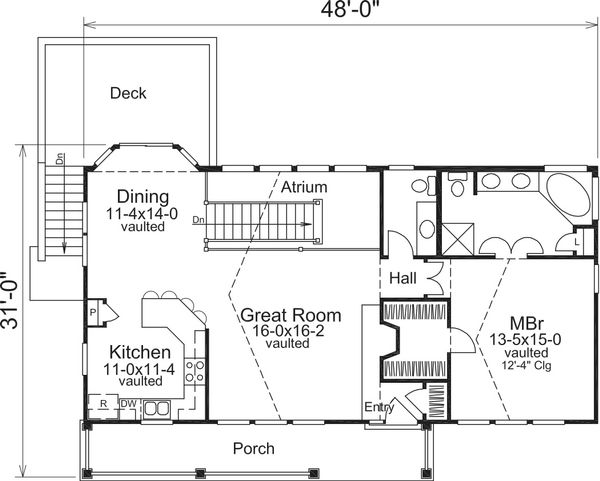 48'-0"
Deck
Dn
Dining
11-4x14-0
vaulted
Atrium
Dn
L
31'-0"
Hall
Great Room
16-0x16-2
vaulted
P
MBr
13-5x15-0
vaulted
12'-4" Clg
Kitchen
11-0x11-4
vaulted
R
DW
Entry
Porch